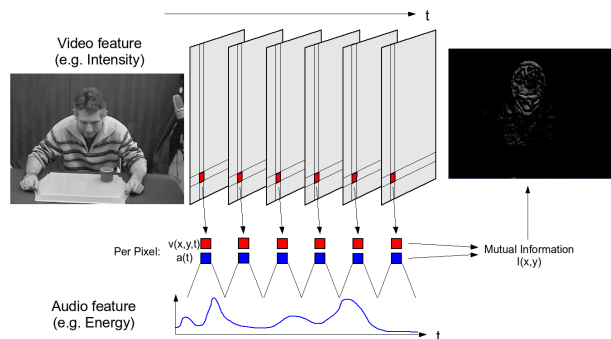 t
Video feature
(e.g. Intensity)
Per Pixel:
v(x,y,t)
a(t)
Mutual Information
I(x,y)
Audio feature
(e.g. Energy)
t